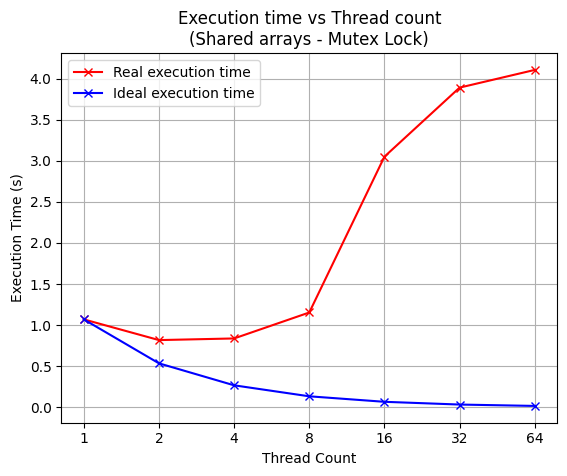 Execution time vs Thread count
(Shared arrays - Mutex Lock)
Real execution time
Ideal execution time
Execution Time (s)
4.0
3.5
3.0
2.5
2.0
1.5
1.0
0.5
0.0
1 2 4 8 16 32 64
Thread Count